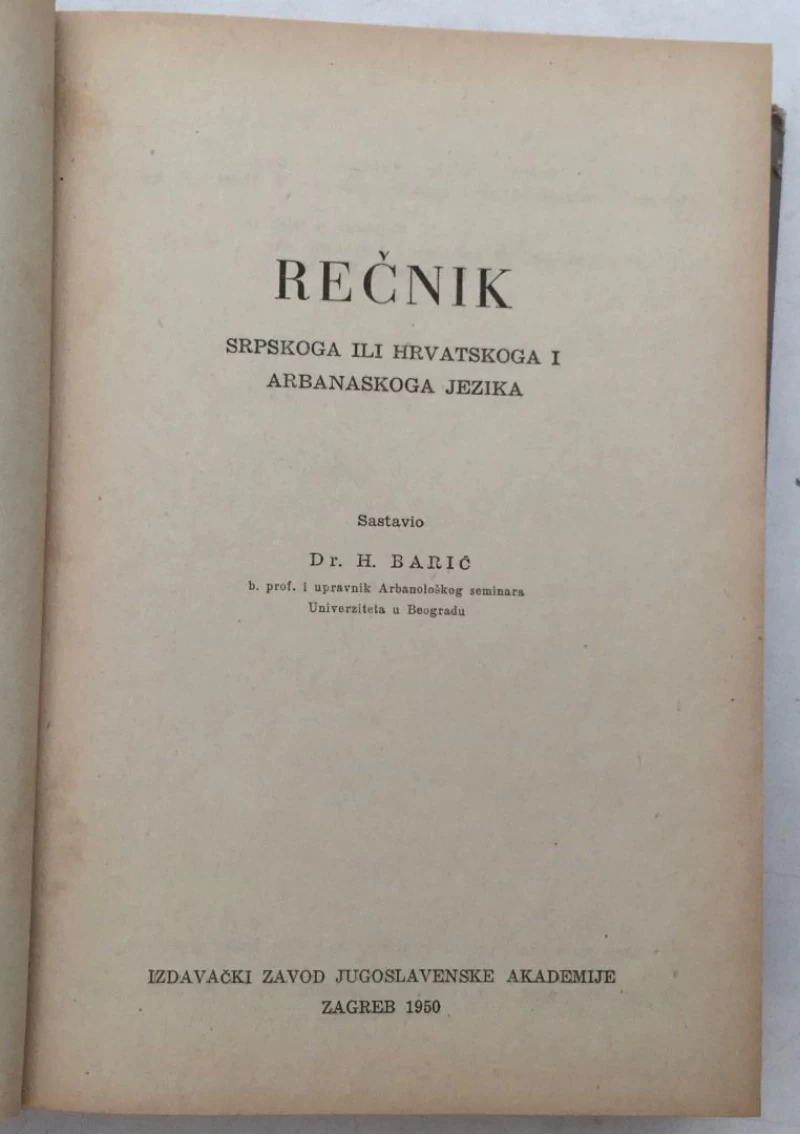 REČNIK
SRPSKOGA ILI HRVATSKOGA I
ARBANASKOGA JEZIKA
Sastavio
Dr. H. BARIĆ
b. prof. i upravnik Arbanološkog seminara
Univerziteta u Beogradu
IZDAVAČKI ZAVOD JUGOSLAVENSKE AKADEMIJE
ZAGREB 1950